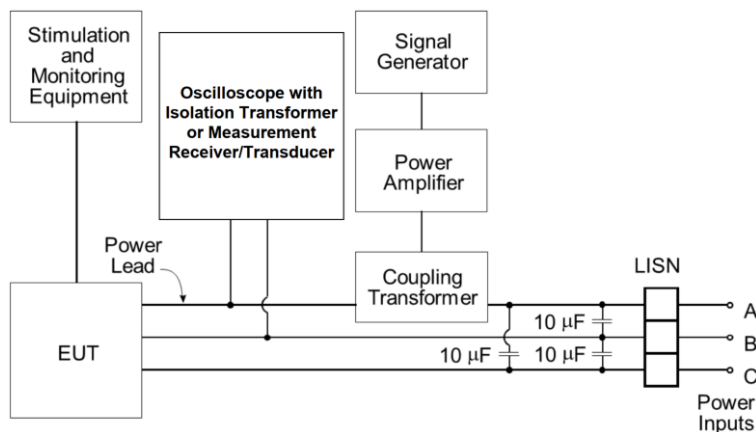 Stimulation
and
Monitoring
Equipment
Oscilloscope with
Isolation Transformer
or Measurement
Receiver/Transducer
Signal
Generator
Power
Amplifier
Power
Lead
Coupling
Transformer
LISN
EUT
10 μF
10 μF
10 μF
A
B
C
Power
Inputs